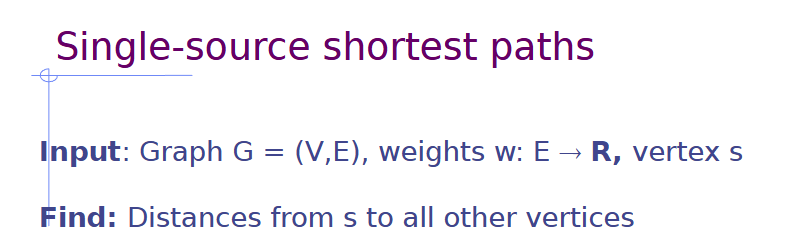 Single-source shortest paths
Input: Graph G = (V,E), weights w: E → R, vertex s
Find: Distances from s to all other vertices